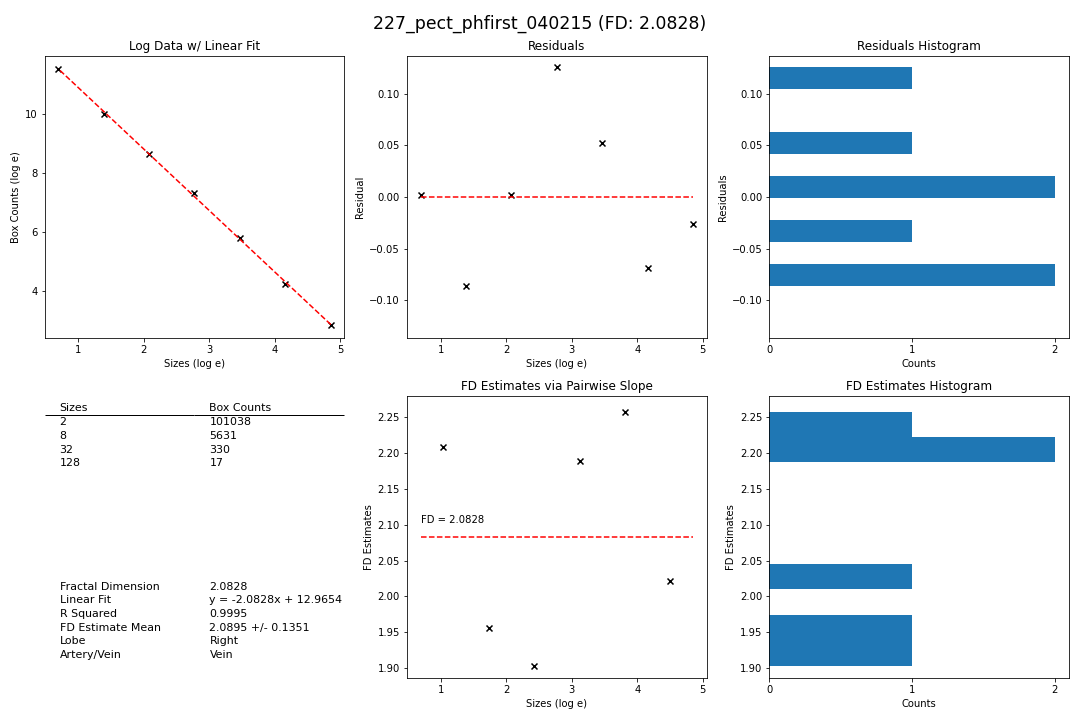 227_pect_phfirst_040215 (FD: 2.0828)
Log Data w/ Linear Fit
Box Counts (log e)
10
8
6
4
1 2 3 4 5
Sizes (log e)
Residuals
Residual
0.10
0.05
0.00
−0.05
−0.10
1 2 3 4 5
Sizes (log e)
Residuals Histogram
Residuals
0.10
0.05
0.00
−0.05
−0.10
0 1 2
Counts
Sizes Box Counts
2 101038
8 5631
32 330
128 17
Fractal Dimension 2.0828
Linear Fit y = -2.0828x + 12.9654
R Squared 0.9995
FD Estimate Mean 2.0895 +/- 0.1351
Lobe Right
Artery/Vein Vein
FD Estimates via Pairwise Slope
FD Estimates
2.25
2.20
2.15
2.10
2.05
2.00
1.95
1.90
FD = 2.0828
1 2 3 4 5
Sizes (log e)
FD Estimates Histogram
FD Estimates
2.25
2.20
2.15
2.10
2.05
2.00
1.95
1.90
0 1 2
Counts